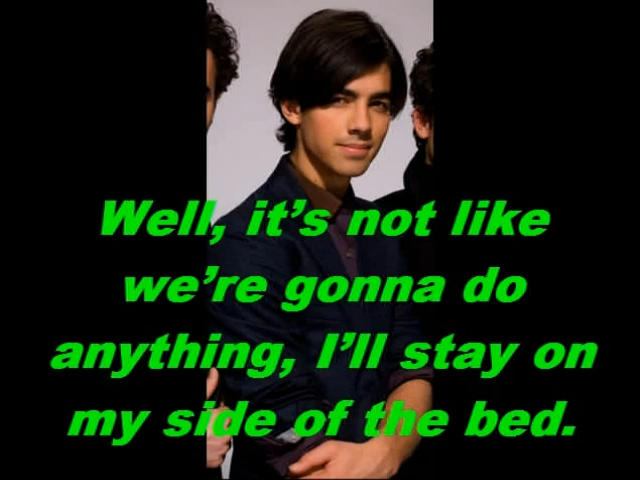 Well, it’s not like
we’re gonna do
anything, I’ll stay on
my side of the bed.